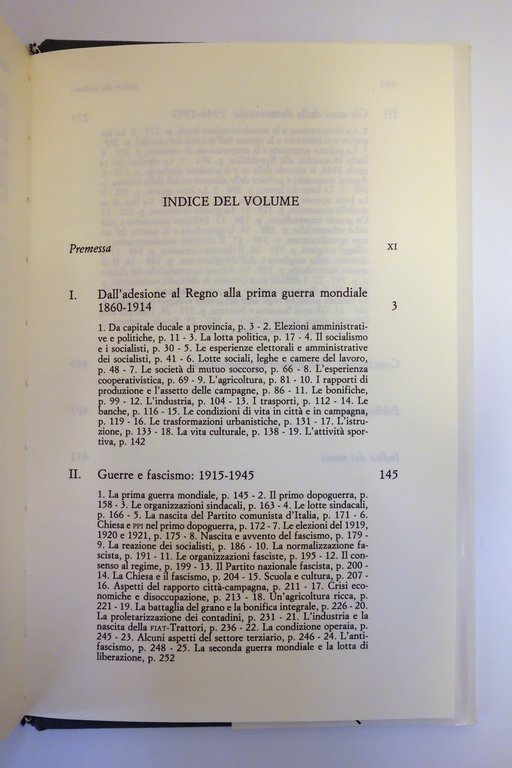 INDICE DEL VOLUME
Premessa XI
I. Dall'adesione al Regno alla prima guerra mondiale
1860-1914 3
1. Da capitale ducale a provincia, p. 3 - 2. Elezioni amministrati-
ve e politiche, p. 11 - 3. La lotta politica, p. 17 - 4. Il socialismo
e i socialisti, p. 30 - 5. Le esperienze elettorali e amministrative
dei socialisti, p. 41 - 6. Lotte sociali, leghe e camere del lavoro,
p. 48 - 7. Le società di mutuo soccorso, p. 66 - 8. L'esperienza
cooperativistica, p. 69 - 9. L'agricoltura, p. 81 - 10. I rapporti di
produzione e l'assetto delle campagne, p. 86 - 11. Le bonifiche,
p. 99 - 12. L'industria, p. 104 - 13. I trasporti, p. 112 - 14. Le
banche, p. 116 - 15. Le condizioni di vita in città e in campagna,
p. 119 - 16. Le trasformazioni urbanistiche, p. 131 - 17. L'istru-
zione, p. 133 - 18. La vita culturale, p. 138 - 19. L'attività spor-
tiva, p. 142
II. Guerre e fascismo: 1915-1945 145
1. La prima guerra mondiale, p. 145 - 2. Il primo dopoguerra, p.
158 - 3. Le organizzazioni sindacali, p. 163 - 4. Le lotte sindacali,
p. 166 - 5. La nascita del Partito comunista d'Italia, p. 171 - 6.
Chiesa e PPI nel primo dopoguerra, p. 172 - 7. Le elezioni del 1919,
1920 e 1921, p. 175 - 8. Nascita e avvento del fascismo, p. 179 -
9. La reazione dei socialisti, p. 186 - 10. La normalizzazione fa-
scista, p. 191 - 11. Le organizzazioni fasciste, p. 195 - 12. Il con-
senso al regime, p. 199 - 13. Il Partito nazionale fascista, p. 200 -
14. La Chiesa e il fascismo, p. 204 - 15. Scuola e cultura, p. 207 -
16. Aspetti del rapporto città-campagna, p. 211 - 17. Crisi eco-
nomiche e disoccupazione, p. 213 - 18. Un'agricoltura ricca, p.
221 - 19. La battaglia del grano e la bonifica integrale, p. 226 - 20.
La proletarizzazione dei contadini, p. 231 - 21. L'industria e la
nascita della FIAT-Trattori, p. 236 - 22. La condizione operaia, p.
245 - 23. Alcuni aspetti del settore terziario, p. 246 - 24. L'anti-
fascismo, p. 248 - 25. La seconda guerra mondiale e la lotta di
liberazione, p. 252